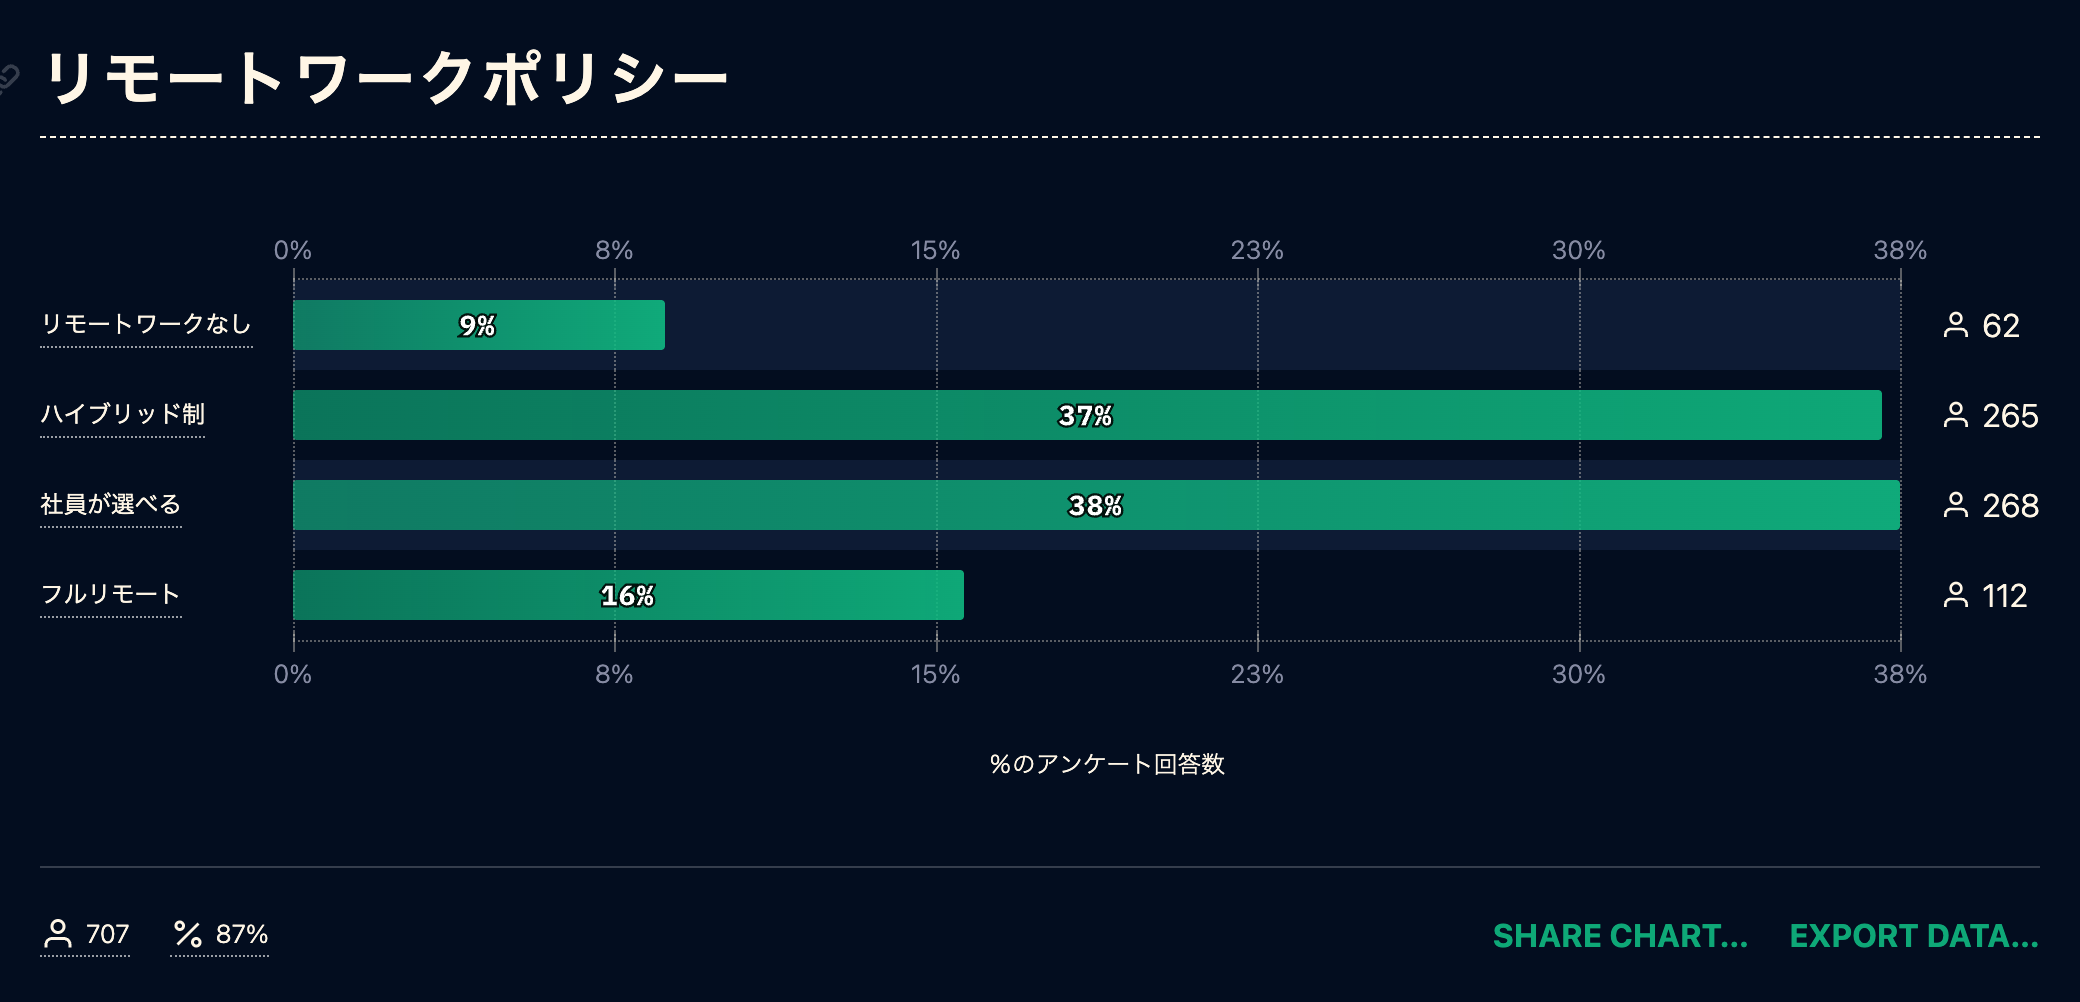 リモートワークポリシー
0% 8% 15% 23% 30% 38%
リモートワークなし 9% 62
ハイブリッド制 37% 265
社員が選べる 38% 268
フルリモート 16% 112
0% 8% 15% 23% 30% 38%
%のアンケート回答数
707 87% SHARE CHART... EXPORT DATA...